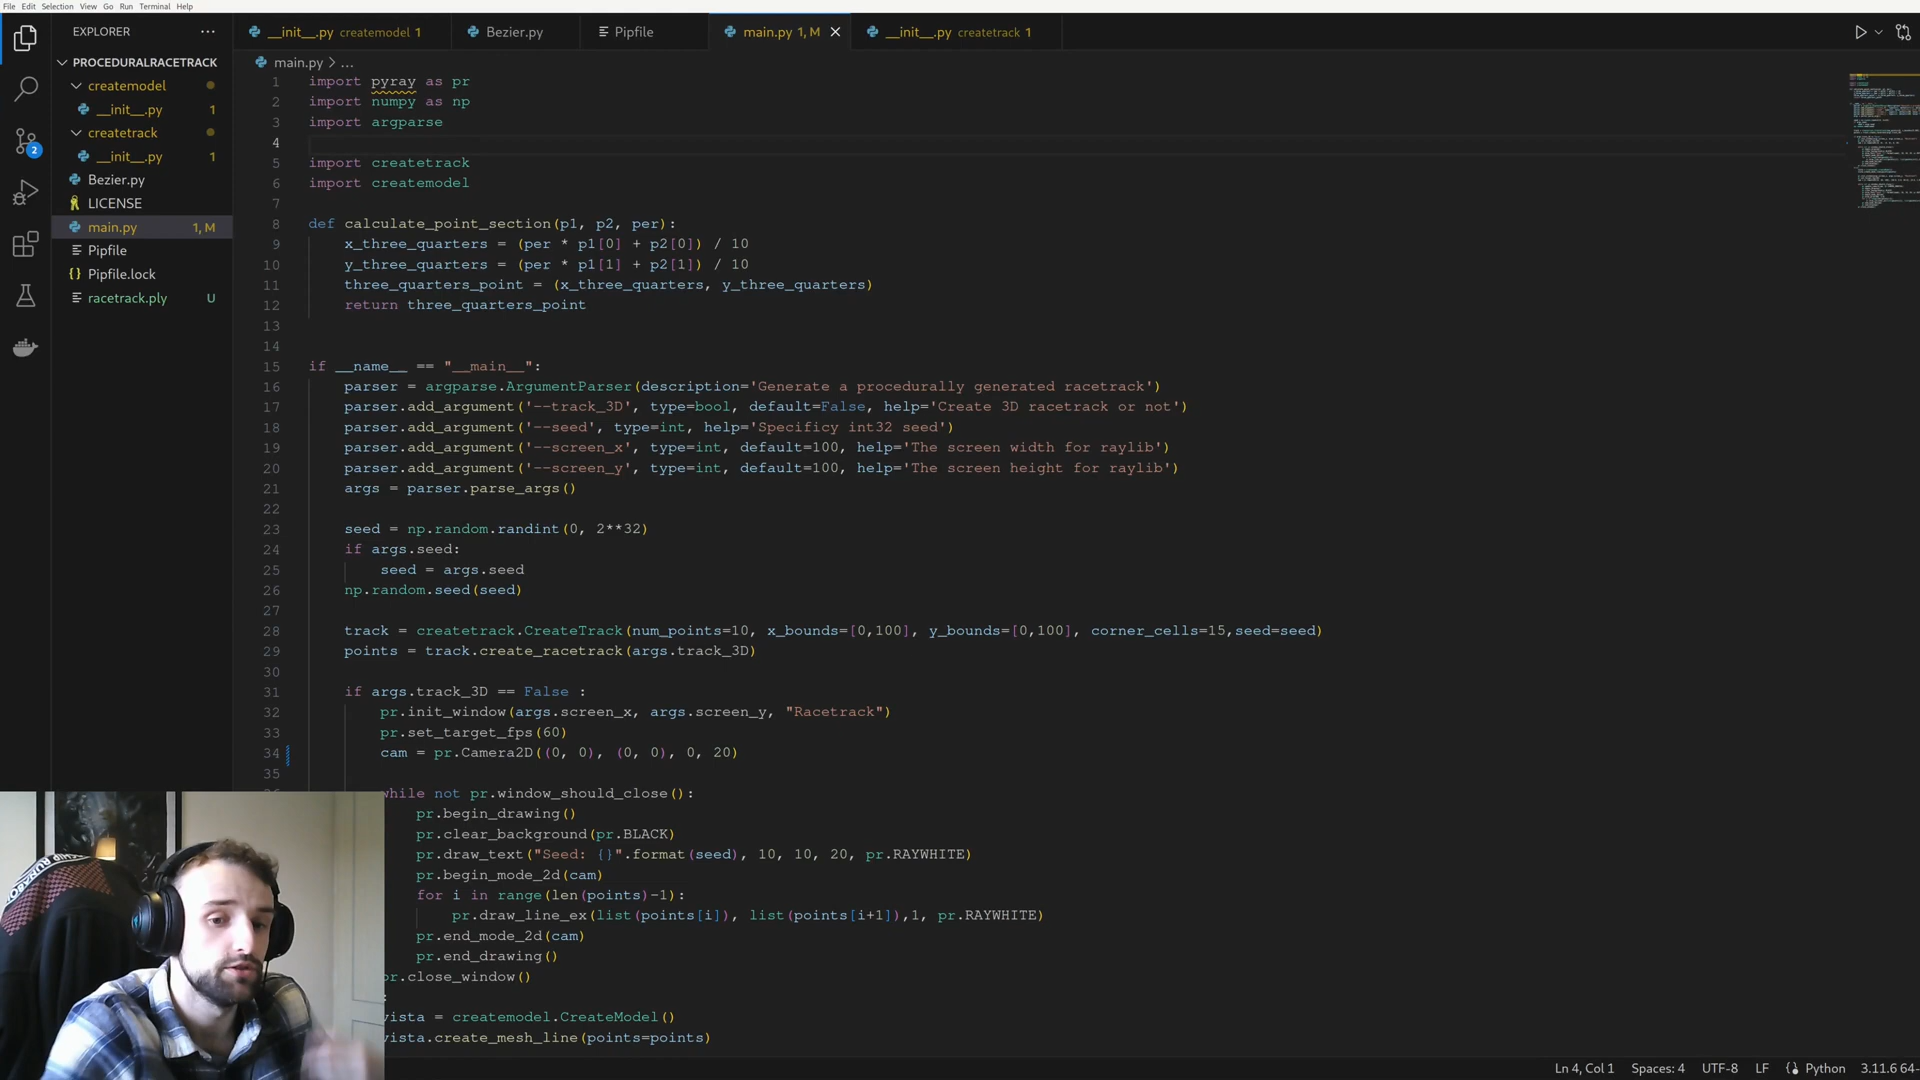 File Edit Selection View Go Run Terminal Help
EXPLORER
PROCEDURALRACETRACK
createmodel
__init__.py 1
createtrack
__init__.py 1
Bezier.py
LICENSE
main.py 1, M
Pipfile
Pipfile.lock
racetrack.ply U
2
__init__.py createmodel 1
Bezier.py
Pipfile
main.py 1, M
__init__.py createtrack 1
main.py > ...
1 import pyray as pr
2 import numpy as np
3 import argparse
4
5 import createtrack
6 import createmodel
7
8 def calculate_point_section(p1, p2, per):
9 x_three_quarters = (per * p1[0] + p2[0]) / 10
10 y_three_quarters = (per * p1[1] + p2[1]) / 10
11 three_quarters_point = (x_three_quarters, y_three_quarters)
12 return three_quarters_point
13
14
15 if __name__ == "__main__":
16 parser = argparse.ArgumentParser(description='Generate a procedurally generated racetrack')
17 parser.add_argument('--track_3D', type=bool, default=False, help='Create 3D racetrack or not')
18 parser.add_argument('--seed', type=int, help='Specificy int32 seed')
19 parser.add_argument('--screen_x', type=int, default=100, help='The screen width for raylib')
20 parser.add_argument('--screen_y', type=int, default=100, help='The screen height for raylib')
21 args = parser.parse_args()
22
23 seed = np.random.randint(0, 2**32)
24 if args.seed:
25 seed = args.seed
26 np.random.seed(seed)
27
28 track = createtrack.CreateTrack(num_points=10, x_bounds=[0,100], y_bounds=[0,100], corner_cells=15,seed=seed)
29 points = track.create_racetrack(args.track_3D)
30
31 if args.track_3D == False :
32 pr.init_window(args.screen_x, args.screen_y, "Racetrack")
33 pr.set_target_fps(60)
34 cam = pr.Camera2D((0, 0), (0, 0), 0, 20)
35
while not pr.window_should_close():
pr.begin_drawing()
pr.clear_background(pr.BLACK)
pr.draw_text("Seed: {}".format(seed), 10, 10, 20, pr.RAYWHITE)
pr.begin_mode_2d(cam)
for i in range(len(points)-1):
pr.draw_line_ex(list(points[i]), list(points[i+1]),1, pr.RAYWHITE)
pr.end_mode_2d(cam)
pr.end_drawing()
pr.close_window()
:
vista = createmodel.CreateModel()
vista.create_mesh_line(points=points)
Ln 4, Col 1 Spaces: 4 UTF-8 LF Python 3.11.6 64-